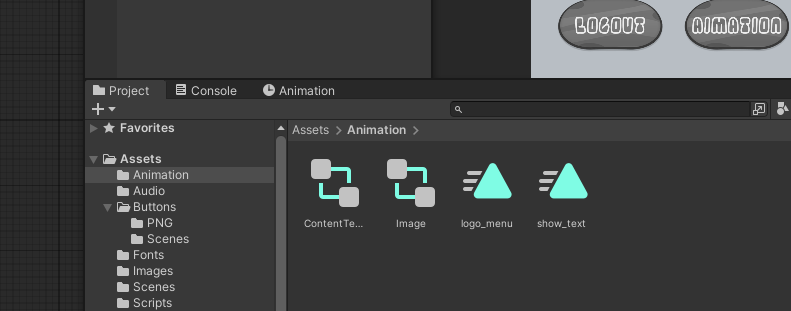 LOGOUT AIMATION
Project Console Animation
Favorites
Assets > Animation >
Assets
Animation
Audio
Buttons
PNG
Scenes
Fonts
Images
Scenes
Scripts
ContentTe... Image logo_menu show_text